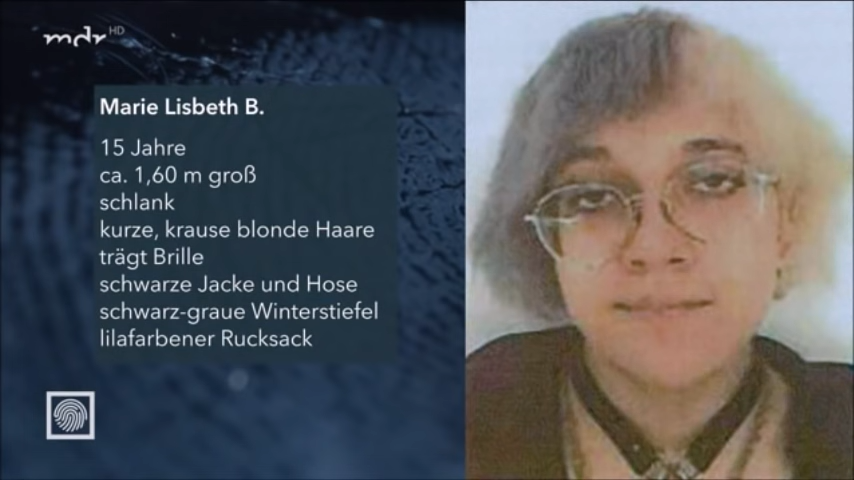 mdr HD
Marie Lisbeth B.
15 Jahre
ca. 1,60 m groß
schlank
kurze, krause blonde Haare
trägt Brille
schwarze Jacke und Hose
schwarz-graue Winterstiefel
lilafarbener Rucksack